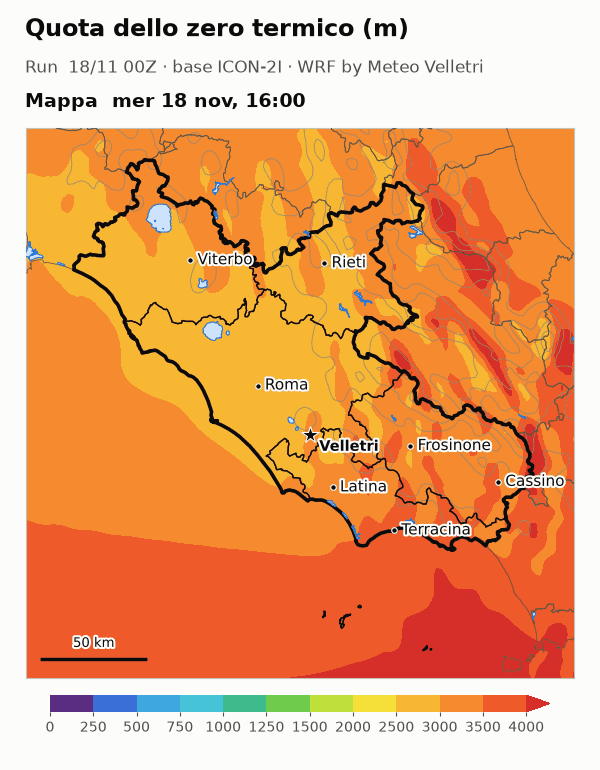 Quota dello zero termico (m)
Run 18/11 00Z · base ICON-2I · WRF by Meteo Velletri
Mappa mer 18 nov, 16:00
Viterbo
Rieti
Roma
Velletri
Frosinone
Latina
Cassino
Terracina
50 km
0 250 500 750 1000 1250 1500 2000 2500 3000 3500 4000